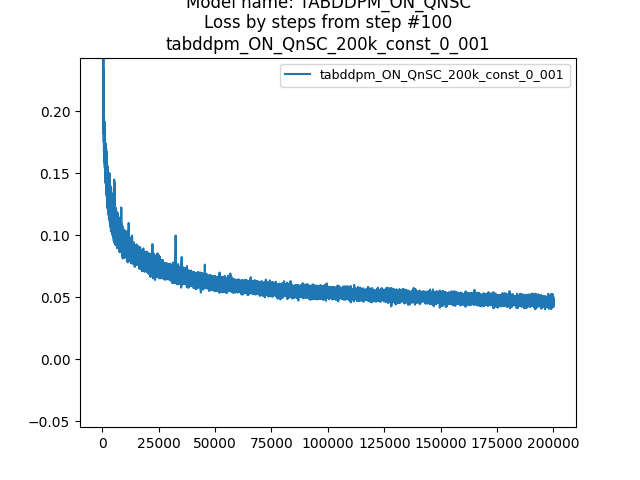 Model name: TABDDPM_ON_QNSC
Loss by steps from step #100
tabddpm_ON_QnSC_200k_const_0_001
tabddpm_ON_QnSC_200k_const_0_001
0.20
0.15
0.10
0.05
0.00
−0.05
0 25000 50000 75000 100000 125000 150000 175000 200000